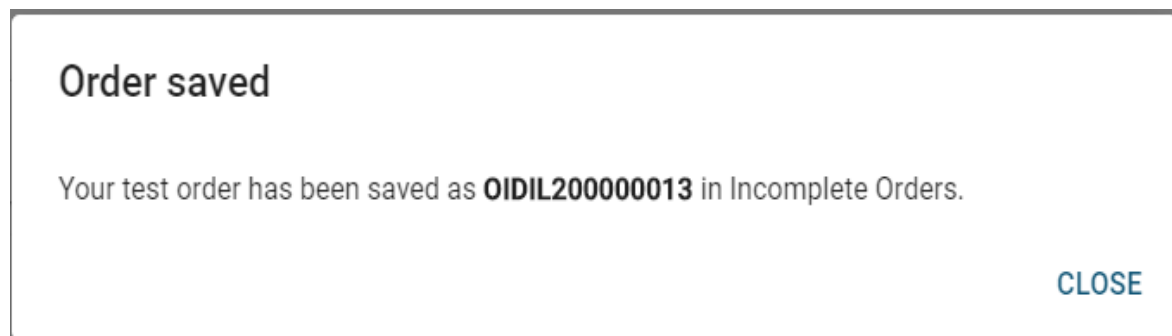 Order saved
Your test order has been saved as OIDIL200000013 in Incomplete Orders.
CLOSE